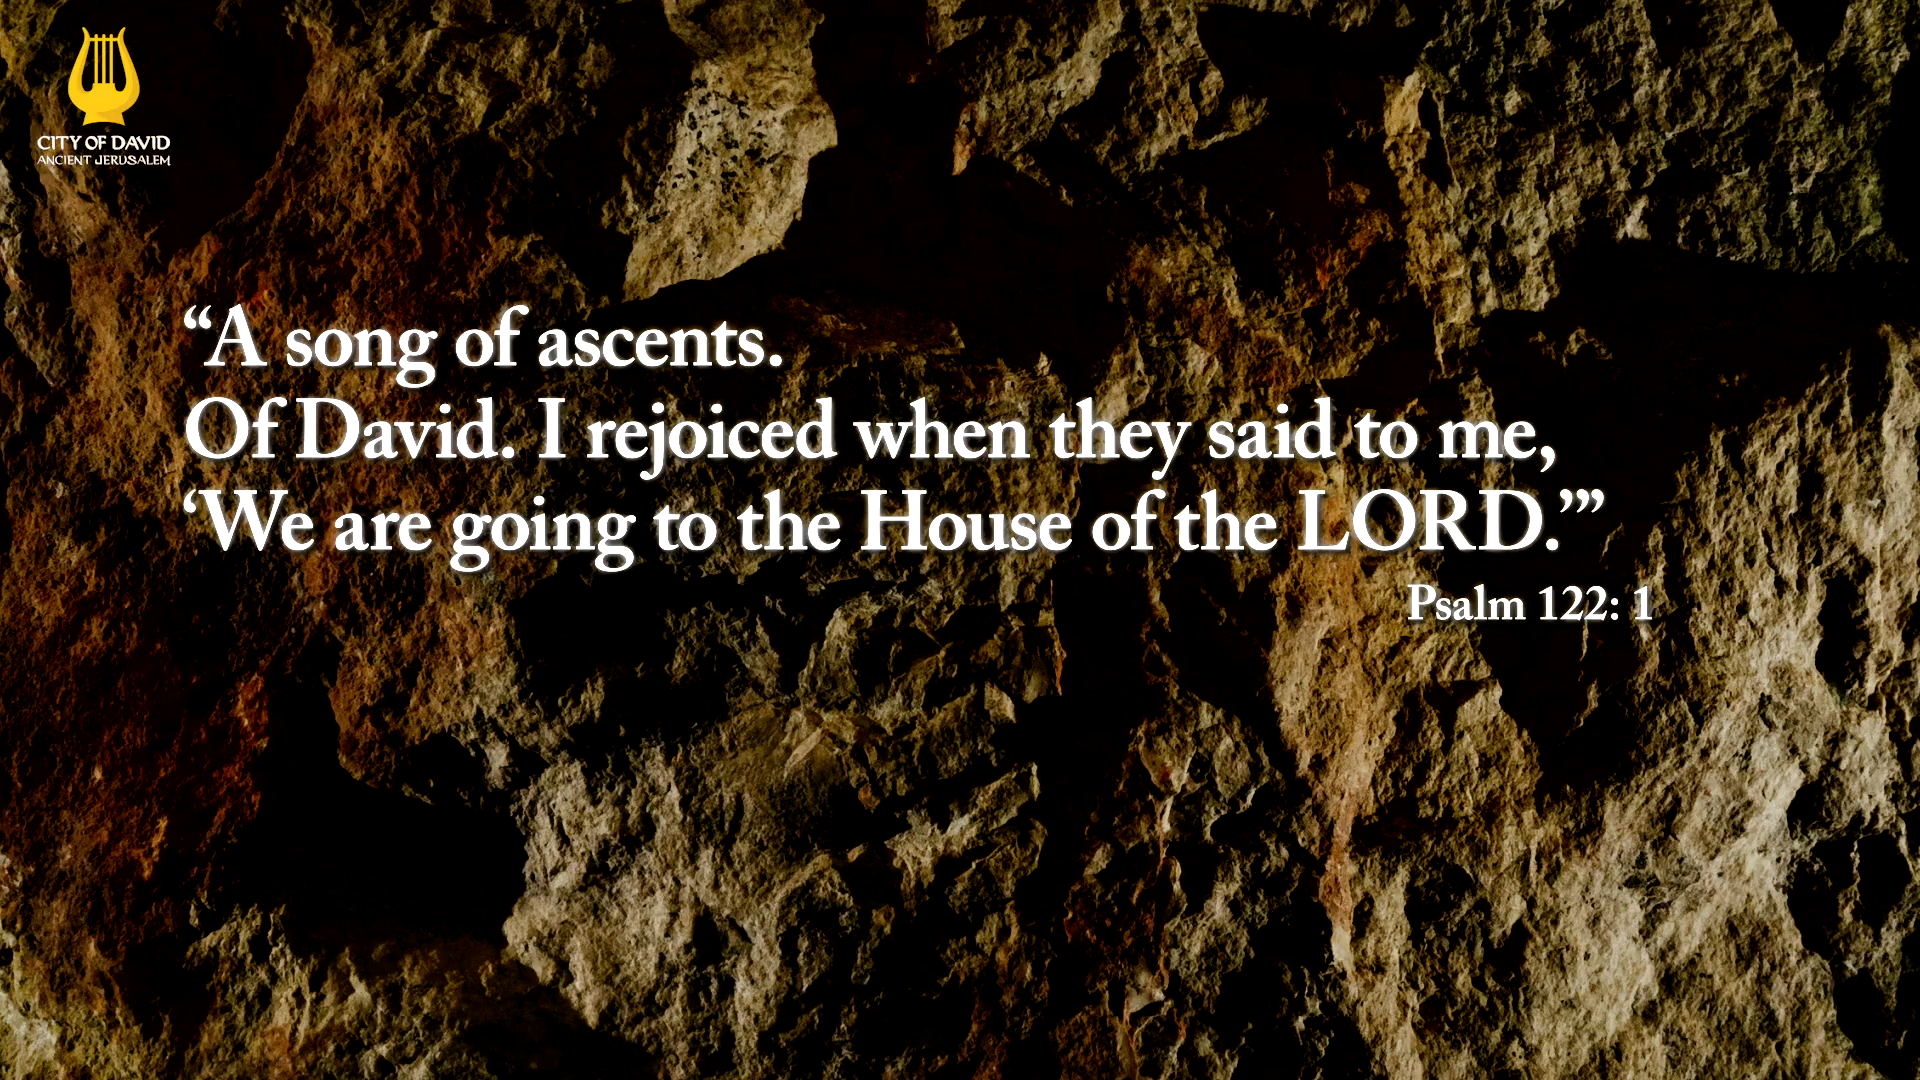 CITY OF DAVID
ANCIENT JERUSALEM
“A song of ascents.
Of David. I rejoiced when they said to me,
‘We are going to the House of the LORD.’”
Psalm 122: 1